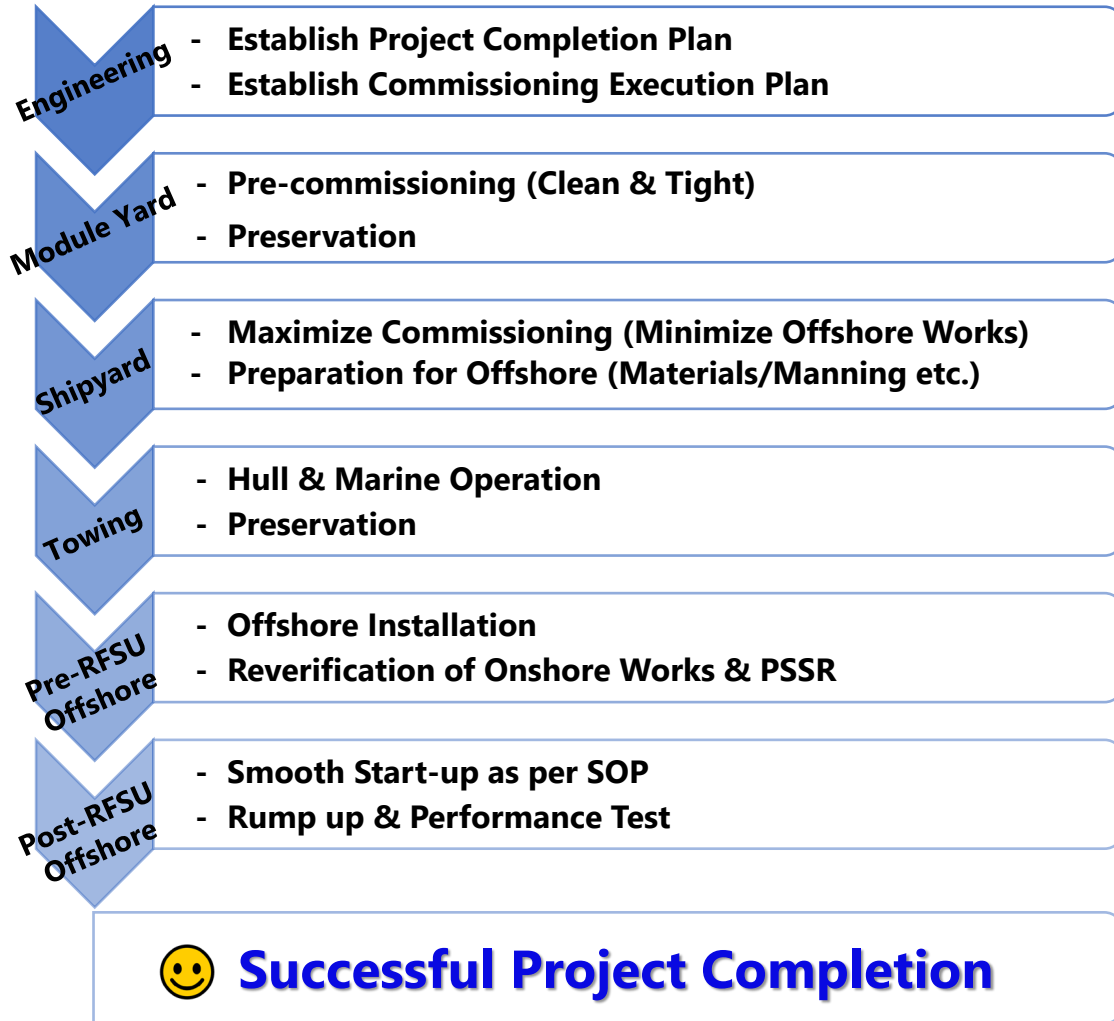 Engineering
- Establish Project Completion Plan
- Establish Commissioning Execution Plan
Module Yard
- Pre-commissioning (Clean & Tight)
- Preservation
Shipyard
- Maximize Commissioning (Minimize Offshore Works)
- Preparation for Offshore (Materials/Manning etc.)
Towing
- Hull & Marine Operation
- Preservation
Pre-RFSU
Offshore
- Offshore Installation
- Reverification of Onshore Works & PSSR
Post-RFSU
Offshore
- Smooth Start-up as per SOP
- Rump up & Performance Test
Successful Project Completion